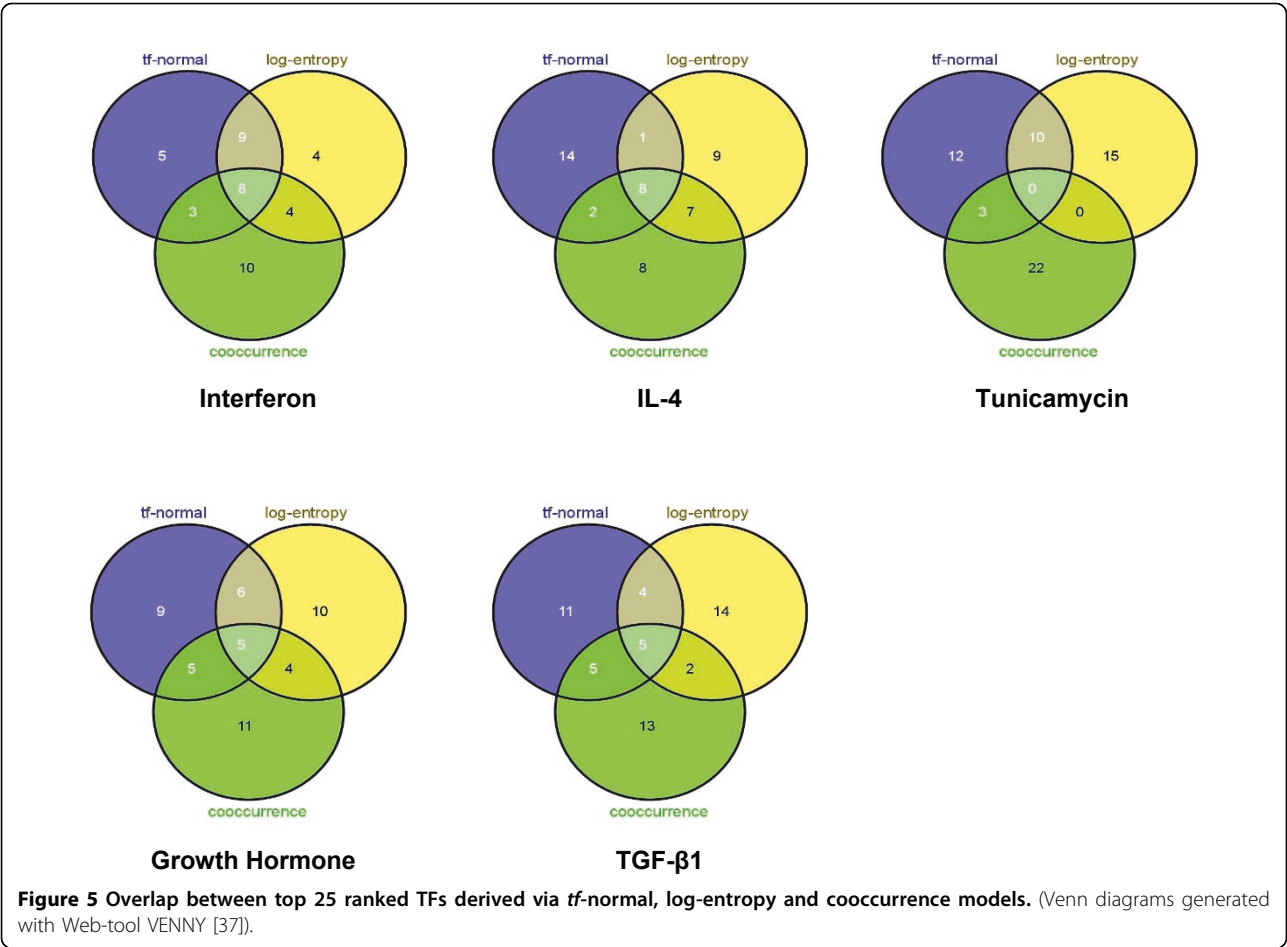 tf-normal log-entropy
5 9 4
8
3 4
10
cooccurrence
Interferon
tf-normal log-entropy
14 1 9
8
2 7
8
cooccurrence
IL-4
tf-normal log-entropy
12 10 15
0
3 0
22
cooccurrence
Tunicamycin
tf-normal log-entropy
9 6 10
5
5 4
11
cooccurrence
Growth Hormone
tf-normal log-entropy
11 4 14
5
5 2
13
cooccurrence
TGF-β1
Figure 5 Overlap between top 25 ranked TFs derived via tf-normal, log-entropy and cooccurrence models. (Venn diagrams generated
with Web-tool VENNY [37]).